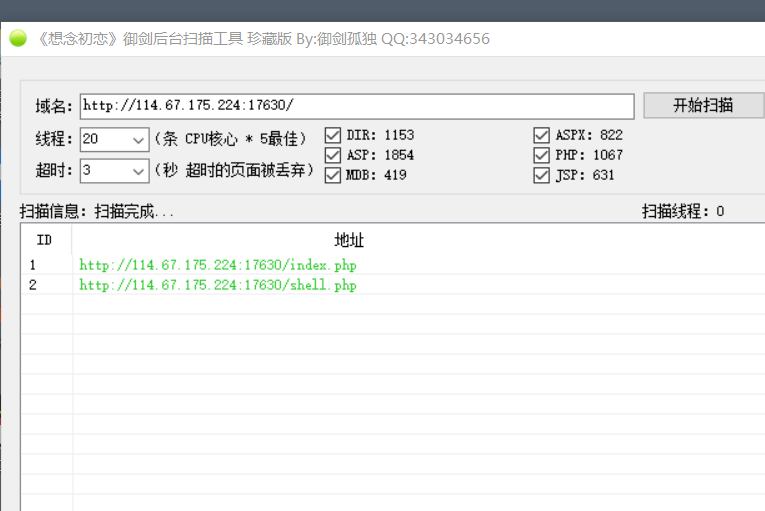 《想念初恋》御剑后台扫描工具 珍藏版 By:御剑孤独 QQ:343034656
域名: http://114.67.175.224:17630/ 开始扫描
线程: 20 (条 CPU核心 * 5最佳) DIR: 1153 ASPX: 822
ASP: 1854 PHP: 1067
超时: 3 (秒 超时的页面被丢弃) MDB: 419 JSP: 631
扫描信息: 扫描完成... 扫描线程: 0
ID 地址
1 http://114.67.175.224:17630/index.php
2 http://114.67.175.224:17630/shell.php